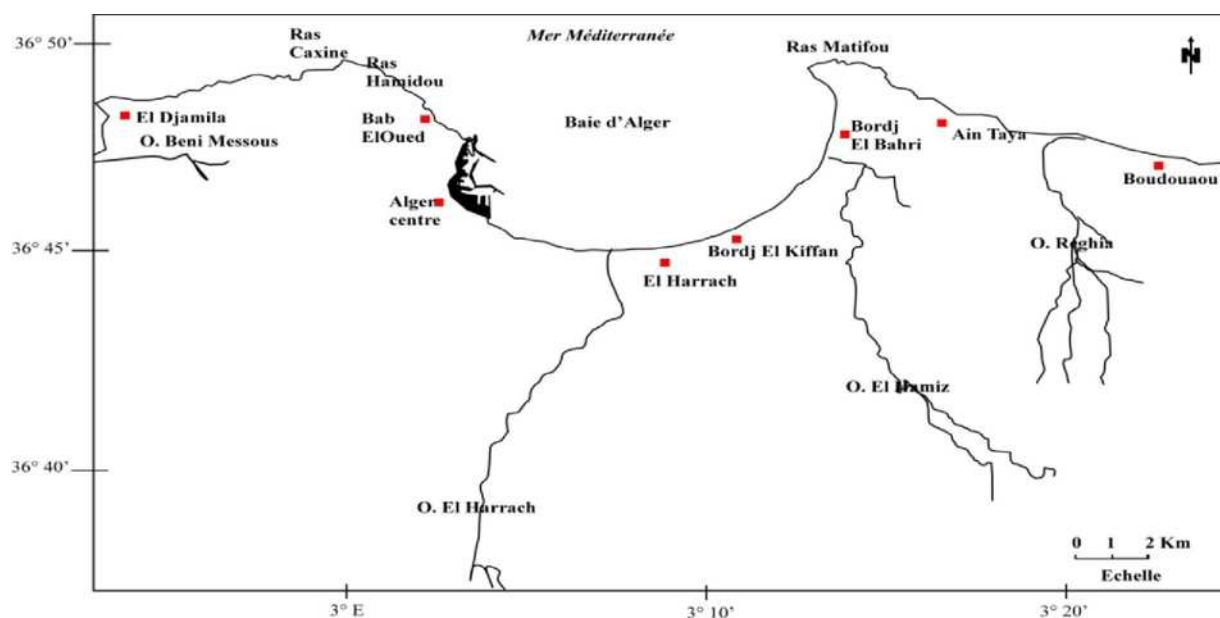 36° 50'
Ras
Caxine
Mer Méditerranée
Ras
Hamidou
Ras Matifou
N
El Djamila
O. Beni Messous
Bab
ElOued
Baie d'Alger
Bordj
El Bahri
Ain Taya
Boudouaou
Alger
centre
36° 45'
El Harrach
Bordj El Kiffan
O. Reghia
O. El Hamiz
36° 40'
O. El Harrach
0 1 2 Km
Echelle
3° E
3° 10'
3° 20'